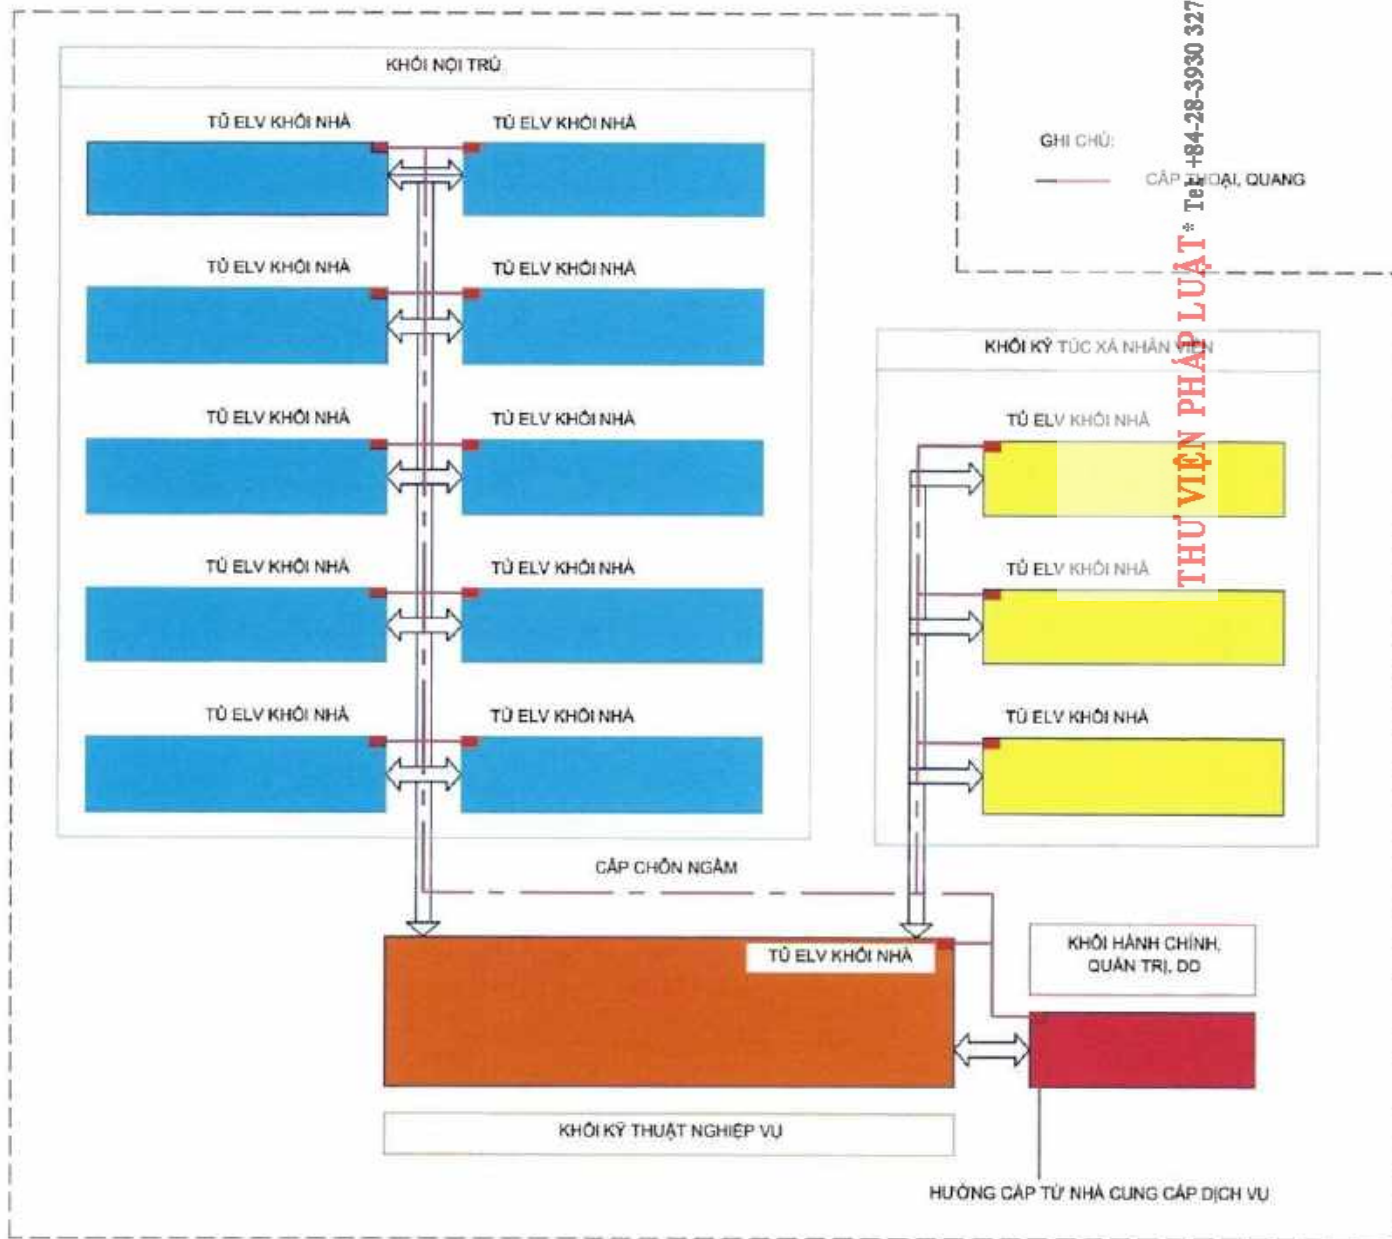 KHỐI NỘI TRÚ
TỦ ELV KHỐI NHÀ
TỦ ELV KHỐI NHÀ
TỦ ELV KHỐI NHÀ
TỦ ELV KHỐI NHÀ
TỦ ELV KHỐI NHÀ
TỦ ELV KHỐI NHÀ
TỦ ELV KHỐI NHÀ
TỦ ELV KHỐI NHÀ
TỦ ELV KHỐI NHÀ
TỦ ELV KHỐI NHÀ
GHI CHÚ:
CÁP THOẠI, QUANG
THƯ VIỆN PHÁP LUẬT * Tel: +84-28-3930 327
KHỐI KÝ TÚC XÁ NHÂN VIÊN
TỦ ELV KHỐI NHÀ
TỦ ELV KHỐI NHÀ
TỦ ELV KHỐI NHÀ
CÁP CHÔN NGẦM
TỦ ELV KHỐI NHÀ
KHỐI HÀNH CHÍNH,
QUẢN TRỊ, DD
KHỐI KỸ THUẬT NGHIỆP VỤ
HƯỚNG CÁP TỪ NHÀ CUNG CẤP DỊCH VỤ